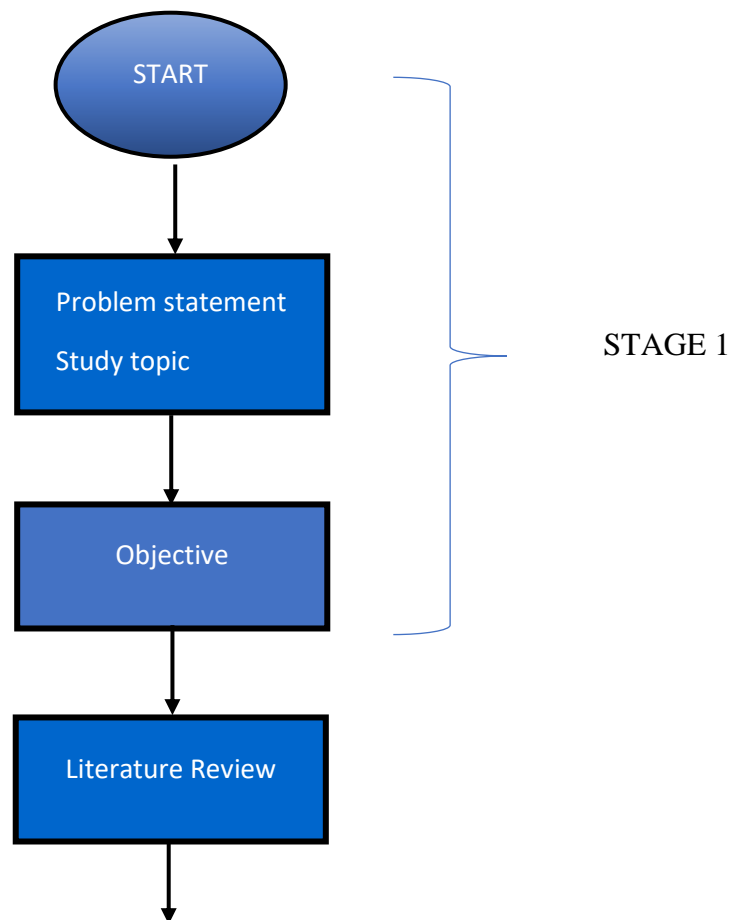 START
Problem statement
Study topic
STAGE 1
Objective
Literature Review